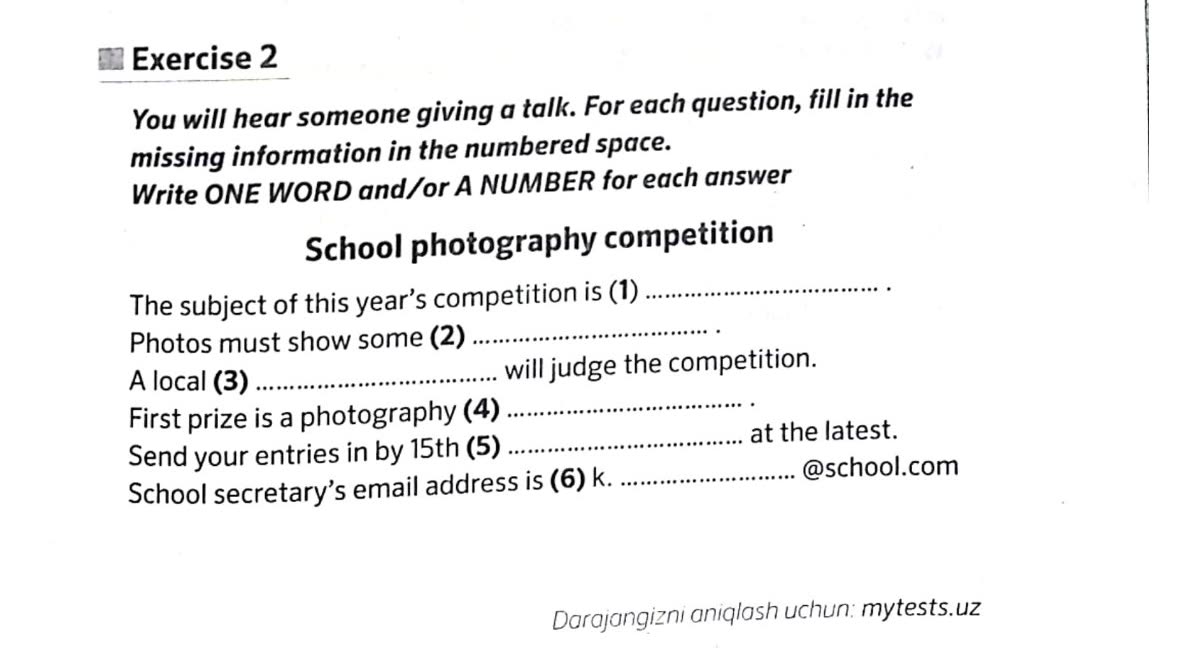 Exercise 2
You will hear someone giving a talk. For each question, fill in the
missing information in the numbered space.
Write ONE WORD and/or A NUMBER for each answer
School photography competition
The subject of this year's competition is (1) ...................................... .
Photos must show some (2) ...................................... .
A local (3) ...................................... will judge the competition.
First prize is a photography (4) ...................................... .
Send your entries in by 15th (5) ...................................... at the latest.
School secretary's email address is (6) k. ............................ @school.com
Darajangizni aniqlash uchun: mytests.uz